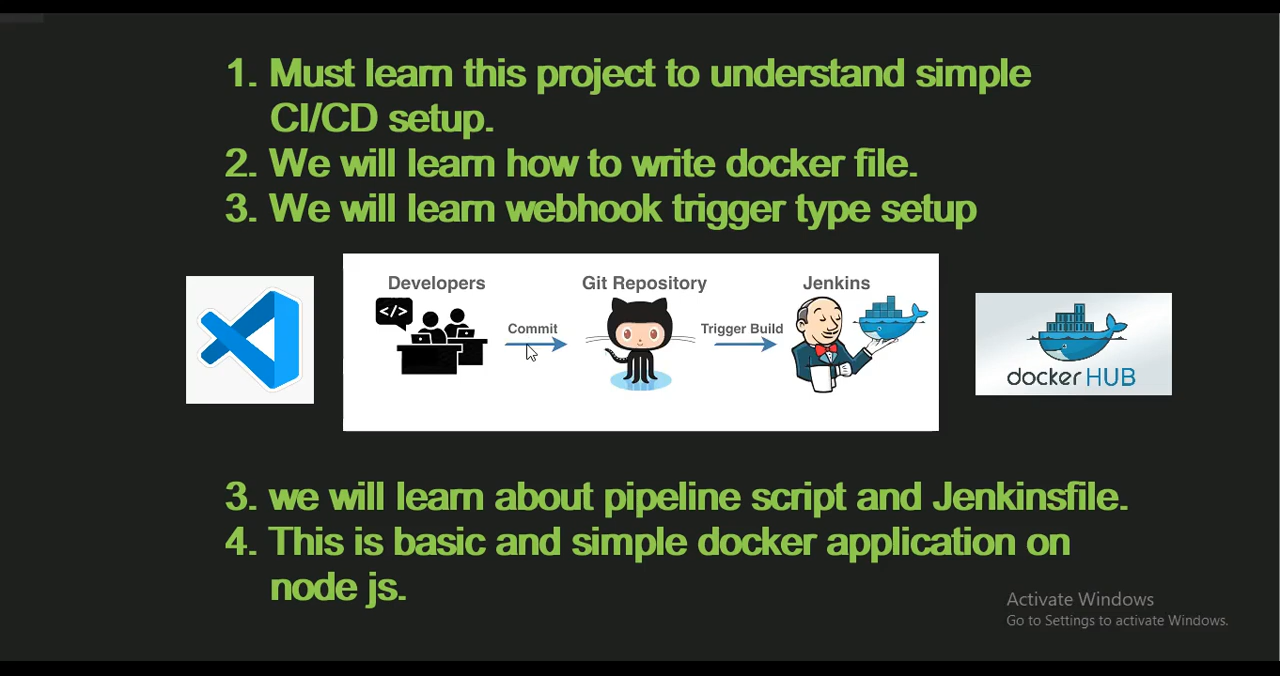 1. Must learn this project to understand simple
CI/CD setup.
2. We will learn how to write docker file.
3. We will learn webhook trigger type setup
Developers
Git Repository
Jenkins
</>
Commit
Trigger Build
docker HUB
3. we will learn about pipeline script and Jenkinsfile.
4. This is basic and simple docker application on
node js.
Activate Windows
Go to Settings to activate Windows.